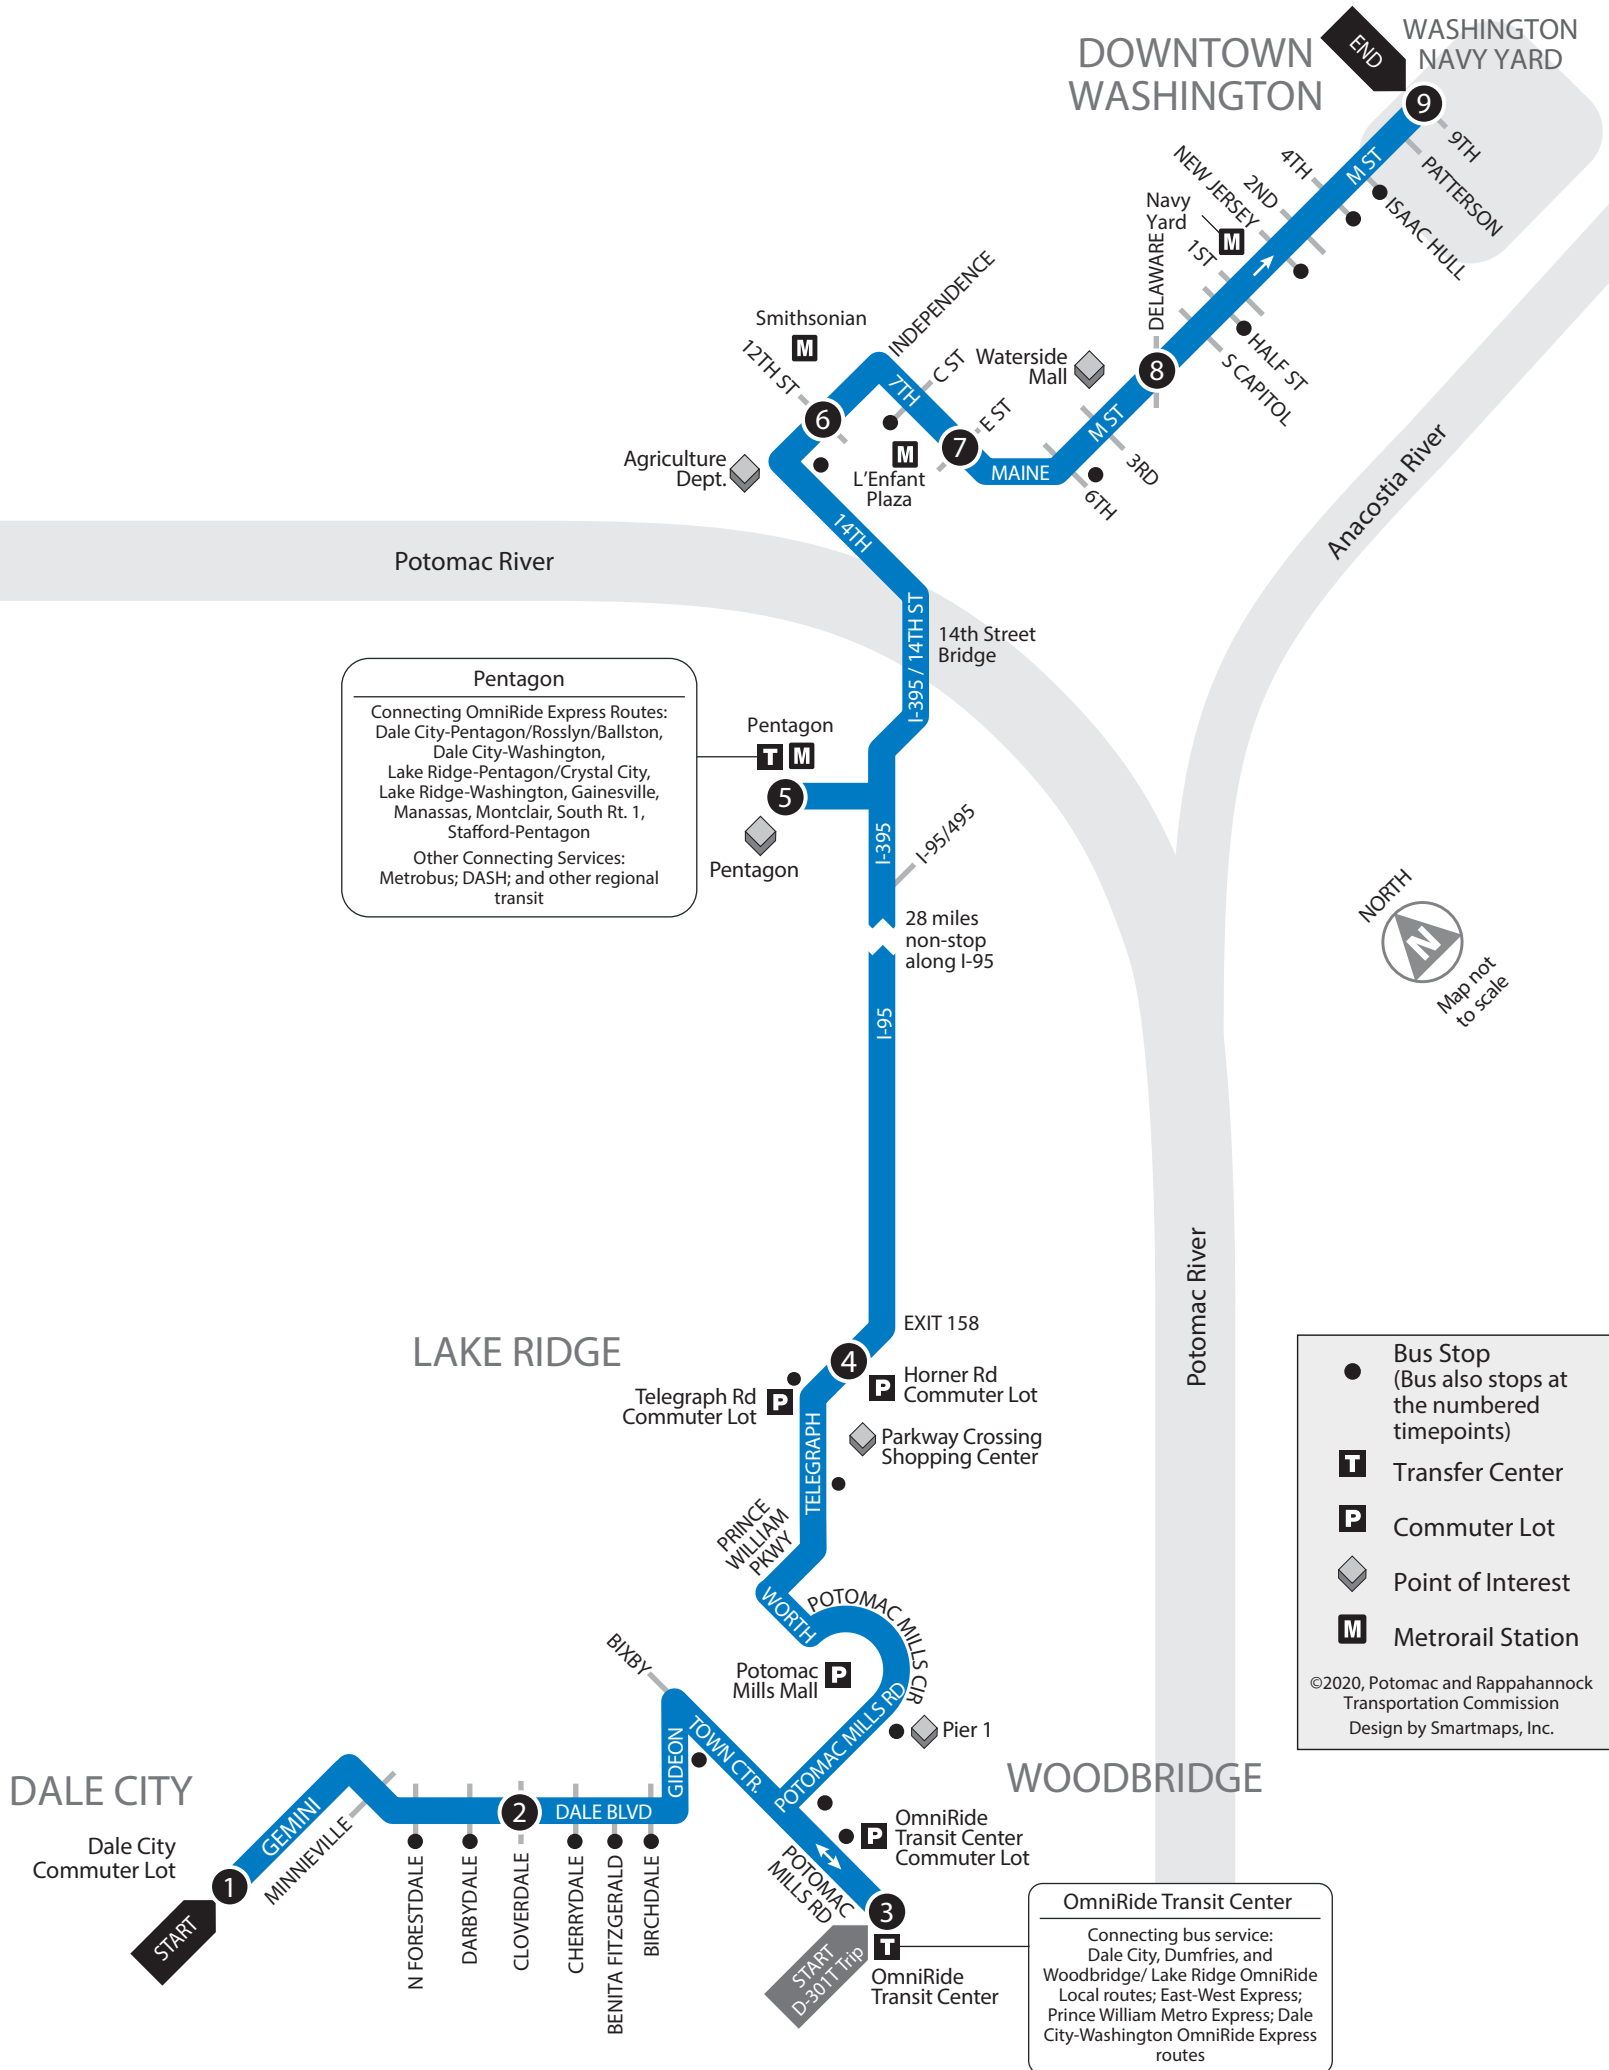 WASHINGTON
NAVY YARD
DOWNTOWN
WASHINGTON
END
9
9TH
PATTERSON
ISAAC HULL
M ST
4TH
2ND
NEW JERSEY
1ST
Navy
Yard
M
DELAWARE
HALF ST
S CAPITOL
8
Waterside
Mall
M ST
3RD
6TH
MAINE
INDEPENDENCE
C ST
E ST
7TH
7
Smithsonian
M
12TH ST
6
M
L'Enfant
Plaza
Agriculture
Dept.
14TH
Potomac River
Anacostia River
I-395 / 14TH ST
14th Street
Bridge
Pentagon
Connecting OmniRide Express Routes:
Dale City-Pentagon/Rosslyn/Ballston,
Dale City-Washington,
Lake Ridge-Pentagon/Crystal City,
Lake Ridge-Washington, Gainesville,
Manassas, Montclair, South Rt. 1,
Stafford-Pentagon
Other Connecting Services:
Metrobus; DASH; and other regional
transit
Pentagon
T M
5
Pentagon
I-395
I-95/495
28 miles
non-stop
along I-95
I-95
NORTH
N
Map not
to scale
Potomac River
EXIT 158
LAKE RIDGE
4
P
Horner Rd
Commuter Lot
Telegraph Rd
Commuter Lot
P
Parkway Crossing
Shopping Center
TELEGRAPH
PRINCE
WILLIAM
PKWY
WORTH
POTOMAC MILLS CIR
Potomac
Mills Mall
P
POTOMAC MILLS RD
Pier 1
BIXBY
TOWN CTR.
GIDEON
WOODBRIDGE
DALE CITY
Dale City
Commuter Lot
GEMINI
MINNIEVILLE
1
START
2
DALE BLVD
N FORESTDALE
DARBYDALE
CLOVERDALE
CHERRYDALE
BENITA FITZGERALD
BIRCHDALE
P
OmniRide
Transit Center
Commuter Lot
POTOMAC
MILLS RD
3
T
START
D-301T Trip
OmniRide
Transit Center
OmniRide Transit Center
Connecting bus service:
Dale City, Dumfries, and
Woodbridge/ Lake Ridge OmniRide
Local routes; East-West Express;
Prince William Metro Express; Dale
City-Washington OmniRide Express
routes
Bus Stop
(Bus also stops at
the numbered
timepoints)
T Transfer Center
P Commuter Lot
Point of Interest
M Metrorail Station
©2020, Potomac and Rappahannock
Transportation Commission
Design by Smartmaps, Inc.